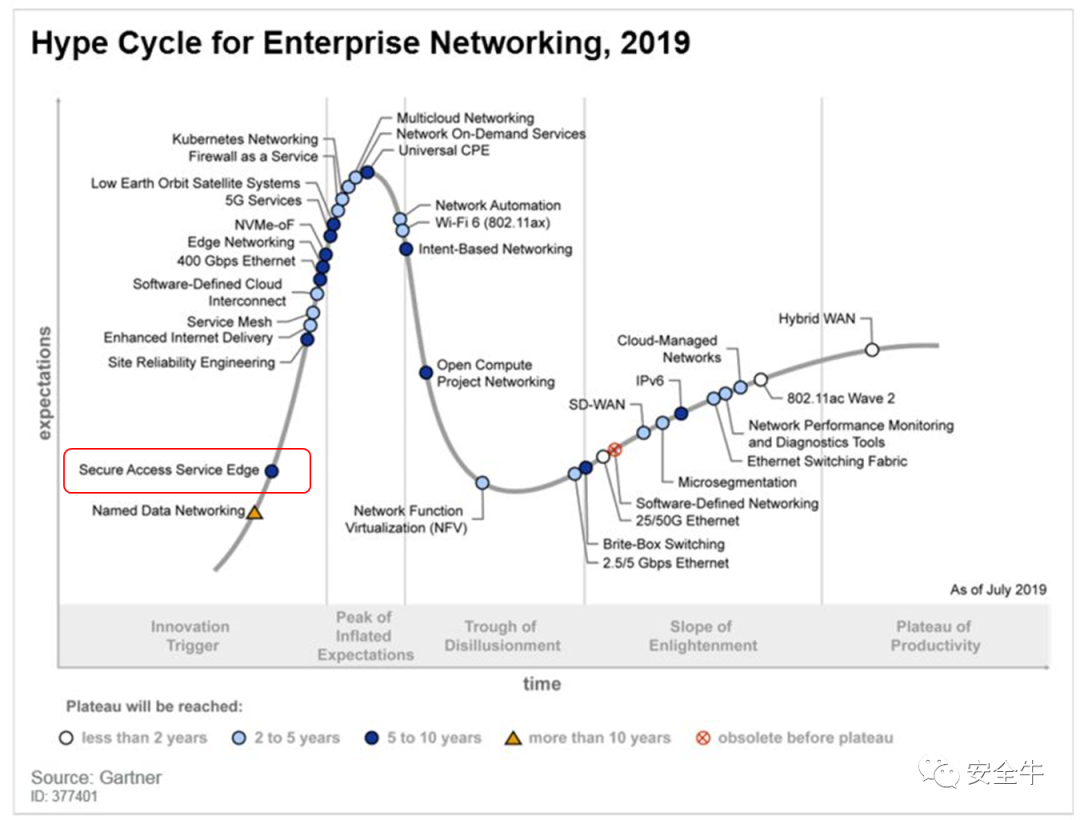 Hype Cycle for Enterprise Networking, 2019
expectations
Multicloud Networking
Network On-Demand Services
Universal CPE
Kubernetes Networking
Firewall as a Service
Low Earth Orbit Satellite Systems
5G Services
NVMe-oF
Edge Networking
400 Gbps Ethernet
Software-Defined Cloud
Interconnect
Service Mesh
Enhanced Internet Delivery
Site Reliability Engineering
Secure Access Service Edge
Named Data Networking
Network Automation
Wi-Fi 6 (802.11ax)
Intent-Based Networking
Open Compute
Project Networking
Network Function
Virtualization (NFV)
Hybrid WAN
Cloud-Managed
Networks
IPv6
SD-WAN
802.11ac Wave 2
Network Performance Monitoring
and Diagnostics Tools
Ethernet Switching Fabric
Microsegmentation
Software-Defined Networking
25/50G Ethernet
Brite-Box Switching
2.5/5 Gbps Ethernet
As of July 2019
Innovation
Trigger
Peak of
Inflated
Expectations
Trough of
Disillusionment
Slope of
Enlightenment
Plateau of
Productivity
time
Plateau will be reached:
less than 2 years
2 to 5 years
5 to 10 years
more than 10 years
obsolete before plateau
Source: Gartner
ID: 377401
安全牛